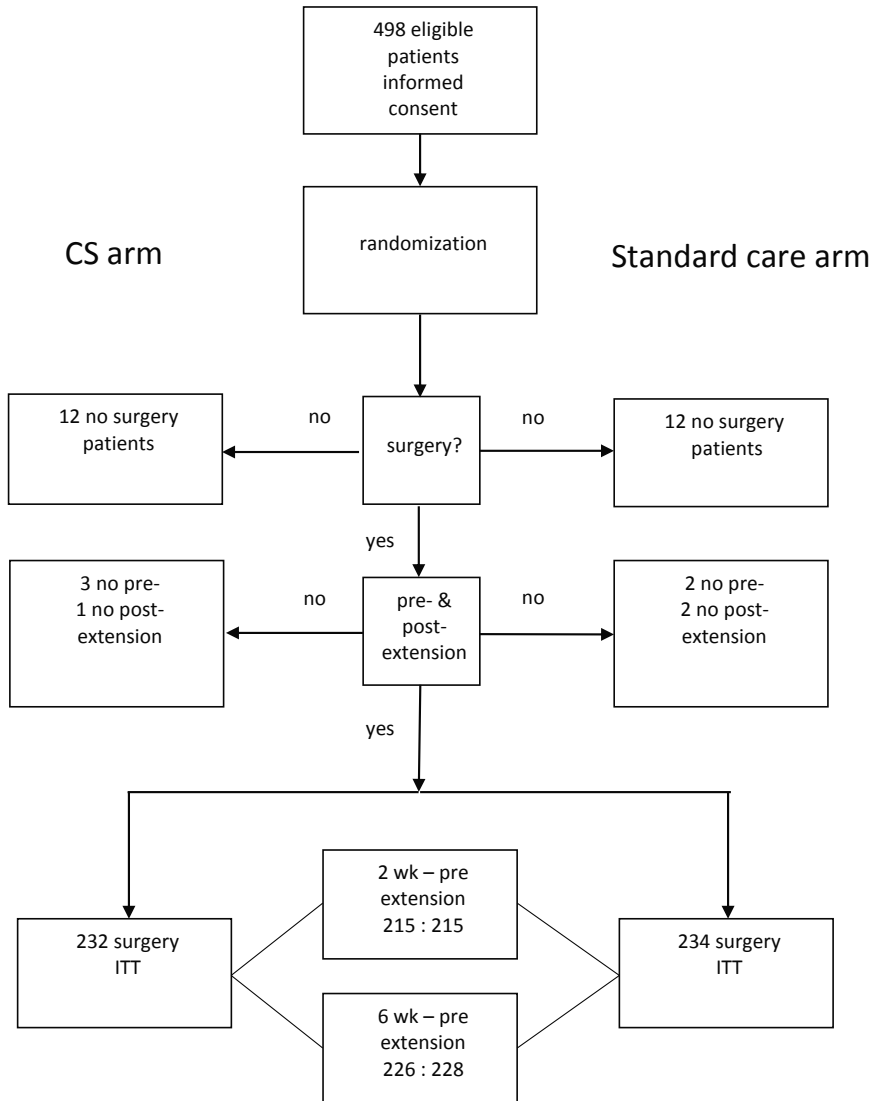 498 eligible
patients
informed
consent
randomization
CS arm
Standard care arm
12 no surgery
patients
no
surgery?
no
12 no surgery
patients
yes
3 no pre-
1 no post-
extension
no
pre- &
post-
extension
no
2 no pre-
2 no post-
extension
yes
2 wk – pre
extension
215 : 215
232 surgery
ITT
234 surgery
ITT
6 wk – pre
extension
226 : 228